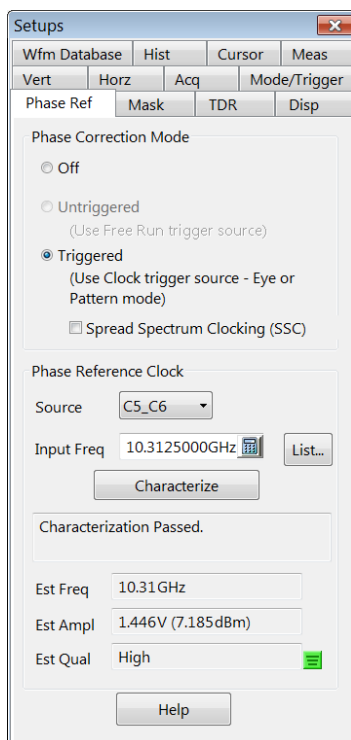 Setups
Wfm Database Hist Cursor Meas
Vert Horz Acq Mode/Trigger
Phase Ref Mask TDR Disp
Phase Correction Mode
Off
Untriggered
(Use Free Run trigger source)
Triggered
(Use Clock trigger source - Eye or
Pattern mode)
Spread Spectrum Clocking (SSC)
Phase Reference Clock
Source C5_C6
Input Freq 10.3125000GHz List...
Characterize
Characterization Passed.
Est Freq 10.31GHz
Est Ampl 1.446V (7.185dBm)
Est Qual High
Help